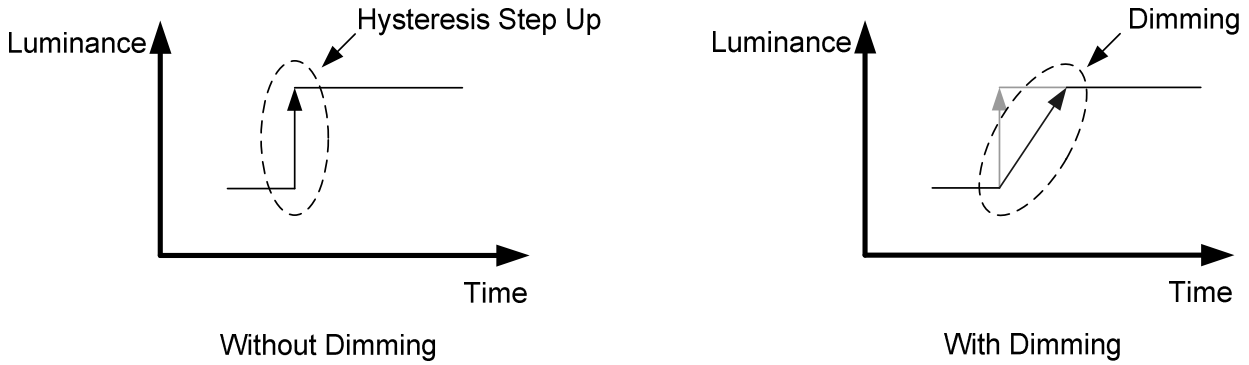 Hysteresis Step Up
Luminance
Time
Without Dimming
Dimming
Luminance
Time
With Dimming